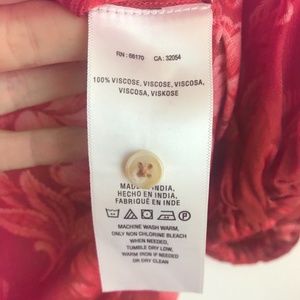 RN : 66170 CA : 32054
100% VISCOSE, VISCOSE, VISCOSA,
VISCOSA, VISKOSE
MADE IN INDIA,
HECHO EN INDIA,
FABRIQUÉ EN INDE
MACHINE WASH WARM,
ONLY NON CHLORINE BLEACH
WHEN NEEDED,
TUMBLE DRY LOW,
WARM IRON IF NEEDED
OR DRY CLEAN